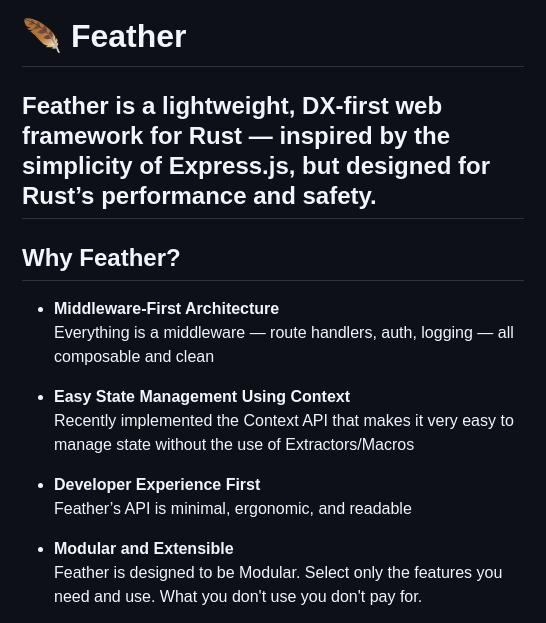 Feather
Feather is a lightweight, DX-first web
framework for Rust — inspired by the
simplicity of Express.js, but designed for
Rust’s performance and safety.
Why Feather?
Middleware-First Architecture
Everything is a middleware — route handlers, auth, logging — all
composable and clean
Easy State Management Using Context
Recently implemented the Context API that makes it very easy to
manage state without the use of Extractors/Macros
Developer Experience First
Feather’s API is minimal, ergonomic, and readable
Modular and Extensible
Feather is designed to be Modular. Select only the features you
need and use. What you don't use you don't pay for.